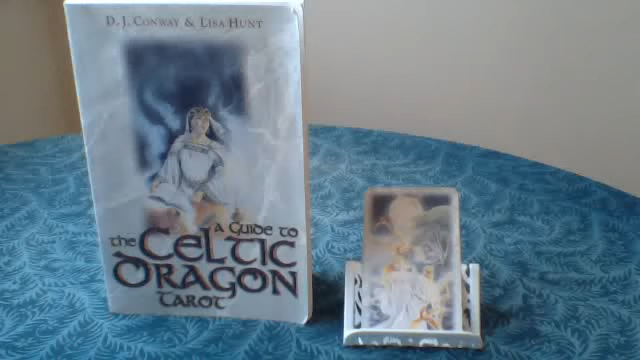 D. J. Conway & Lisa Hunt
a Guide to
the Celtic
Dragon
Tarot